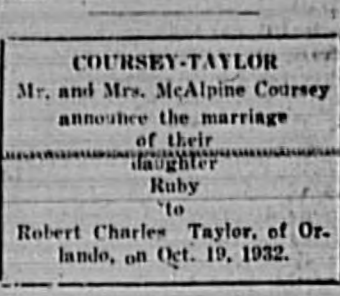 COURSEY-TAYLOR
Mr. and Mrs. McAlpine Coursey
announce the marriage
of their
daughter
Ruby
to
Robert Charles Taylor, of Or-
lando, on Oct. 19, 1932.